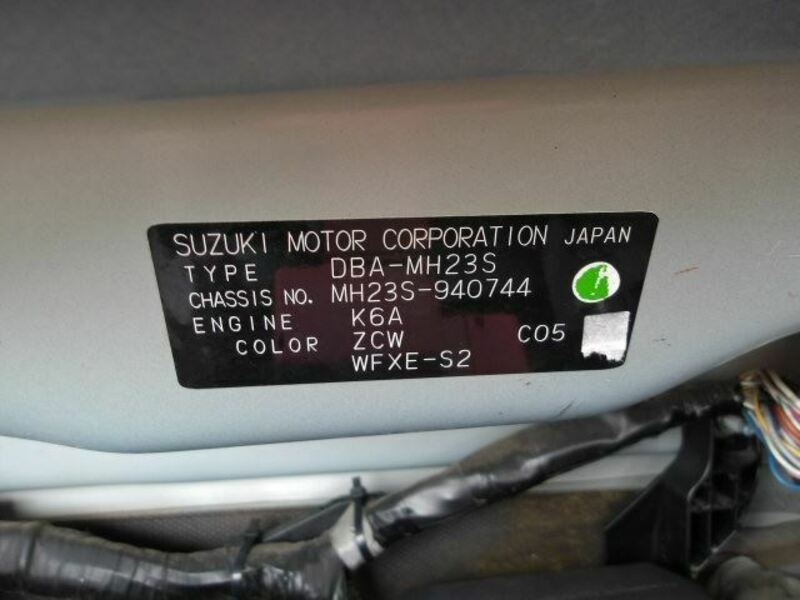 SUZUKI MOTOR CORPORATION JAPAN
TYPE DBA-MH23S
CHASSIS NO. MH23S-940744
ENGINE K6A
COLOR ZCW C05
WFXE-S2